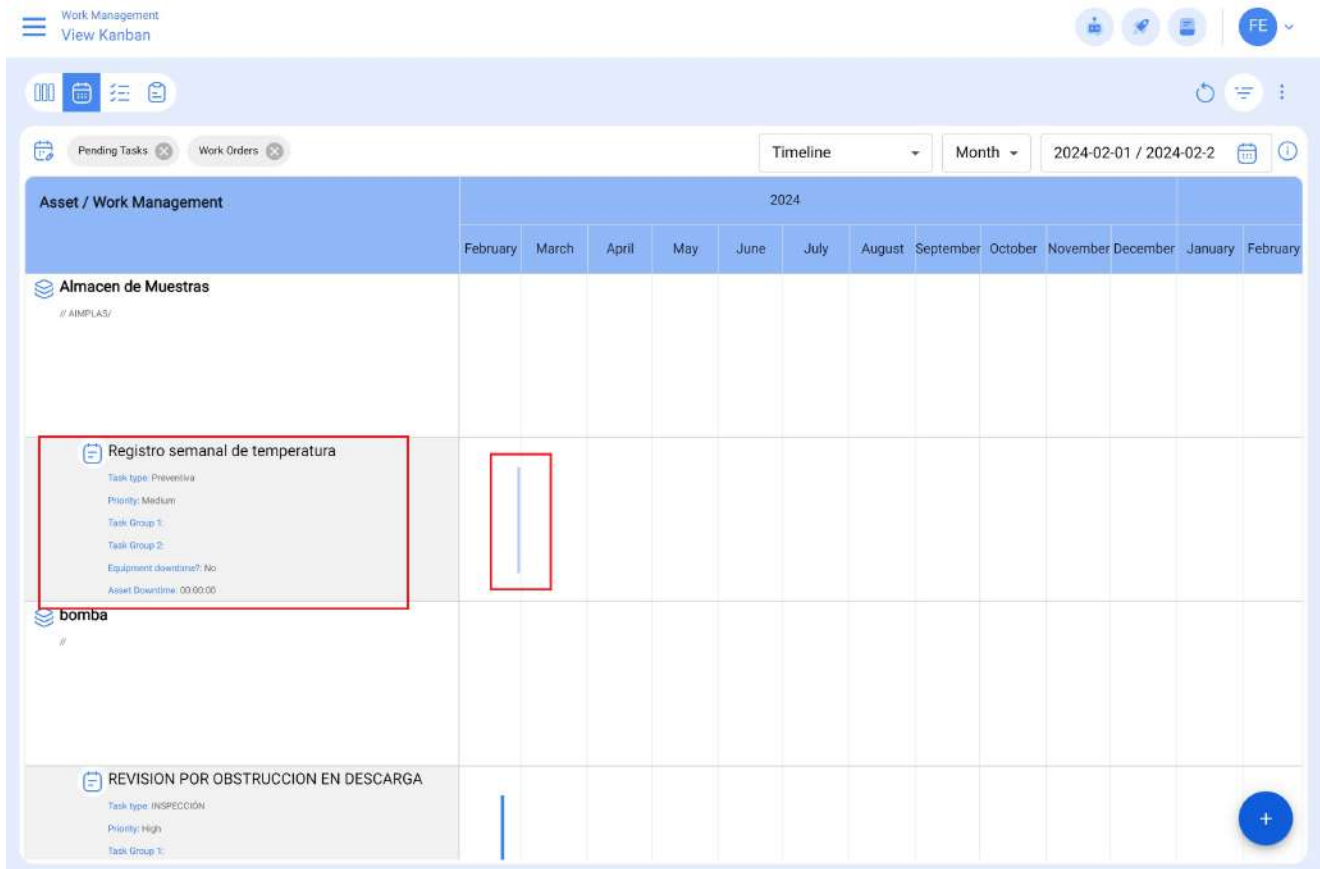 Work Management
View Kanban
FE
Pending Tasks
Work Orders
Timeline
Month
2024-02-01 / 2024-02-2
Asset / Work Management
2024
February March April May June July August September October November December January February
Almacen de Muestras
// AIMPLAS/
Registro semanal de temperatura
Task type: Preventiva
Priority: Medium
Task Group 1:
Task Group 2:
Equipment downtime?: No
Asset Downtime: 00:00:00
bomba
//
REVISION POR OBSTRUCCION EN DESCARGA
Task type: INSPECCIÓN
Priority: High
Task Group 1:
+